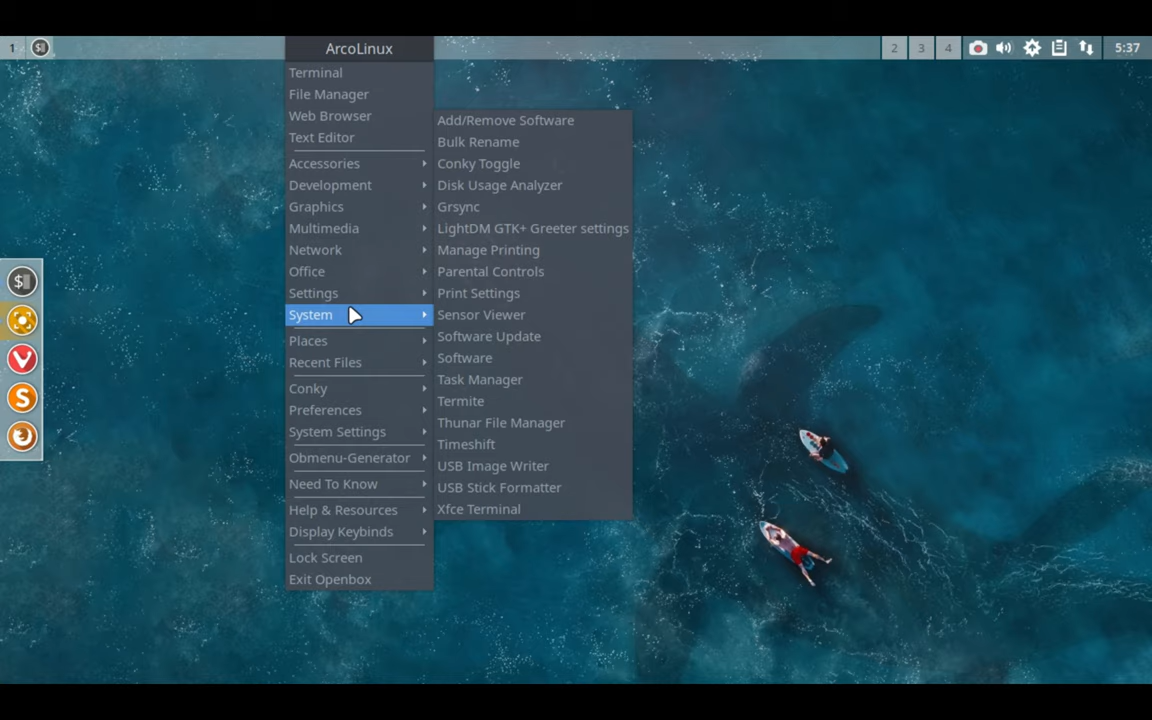 1
ArcoLinux
2 3 4 5:37
Terminal
File Manager
Web Browser
Text Editor
Accessories
Development
Graphics
Multimedia
Network
Office
Settings
System
Places
Recent Files
Conky
Preferences
System Settings
Obmenu-Generator
Need To Know
Help & Resources
Display Keybinds
Lock Screen
Exit Openbox
Add/Remove Software
Bulk Rename
Conky Toggle
Disk Usage Analyzer
Grsync
LightDM GTK+ Greeter settings
Manage Printing
Parental Controls
Print Settings
Sensor Viewer
Software Update
Software
Task Manager
Termite
Thunar File Manager
Timeshift
USB Image Writer
USB Stick Formatter
Xfce Terminal
$
S